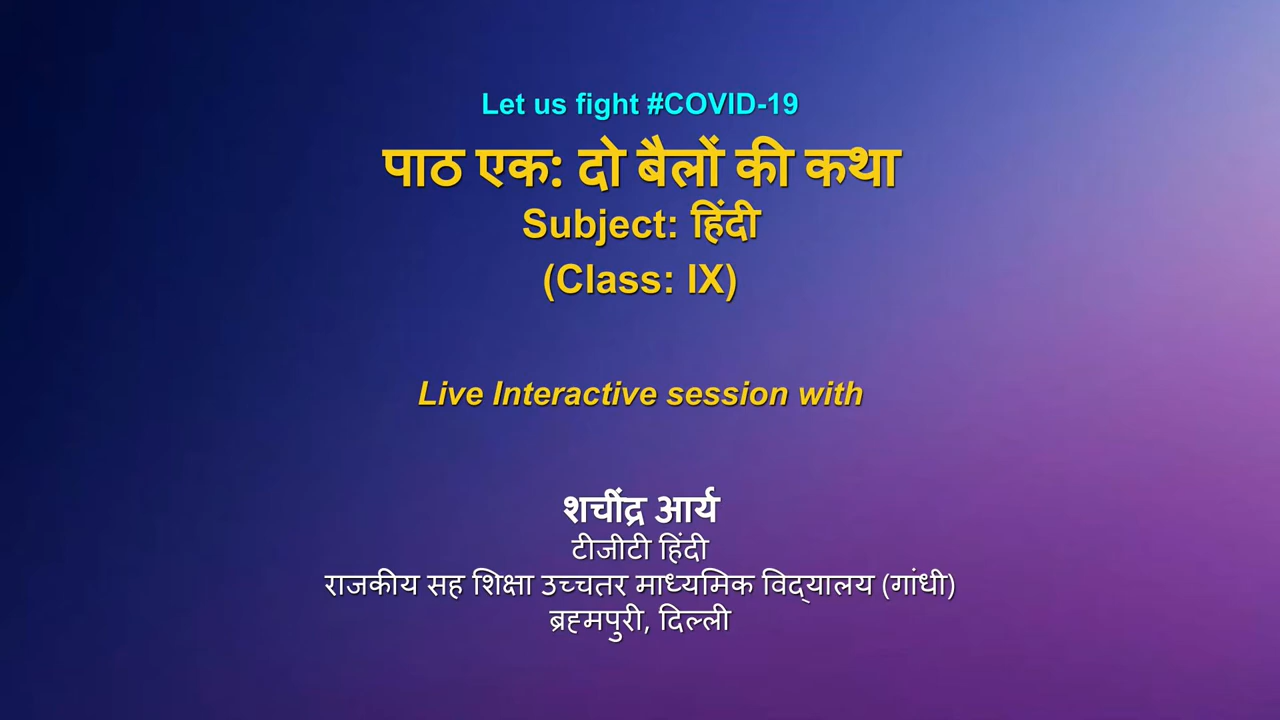 Let us fight #COVID-19
पाठ एक: दो बैलों की कथा
Subject: हिंदी
(Class: IX)
Live Interactive session with
शचींद्र आर्य
टीजीटी हिंदी
राजकीय सह शिक्षा उच्चतर माध्यमिक विद्यालय (गांधी)
ब्रह्मपुरी, दिल्ली